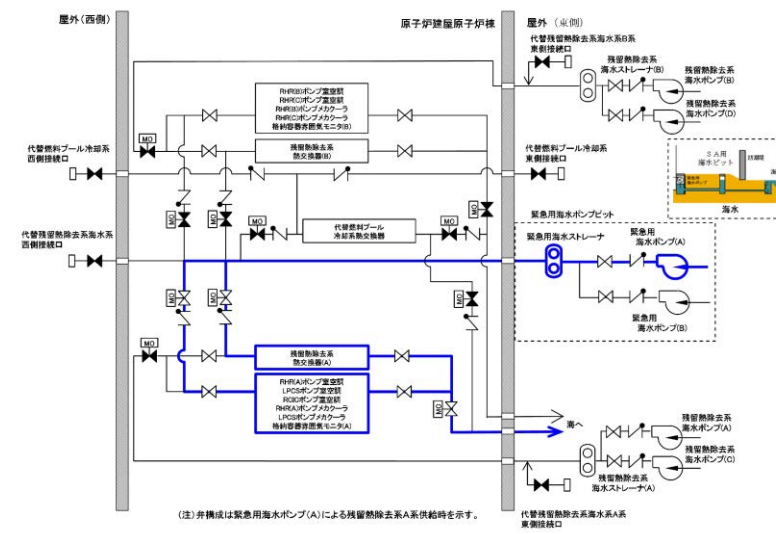 屋外(西側)
原子炉建屋原子炉棟
屋外(東側)
代替残留熱除去系海水系B系
東側接続口
残留熱除去系
海水ストレーナ(B)
残留熱除去系
海水ポンプ(B)
残留熱除去系
海水ポンプ(D)
RHR(B)ポンプ室空調
RHR(C)ポンプ室空調
RHR(B)ポンプメカクーラ
RHR(C)ポンプメカクーラ
格納容器雰囲気モニタ(B)
MO
代替燃料プール冷却系
西側接続口
残留熱除去系
熱交換器(B)
代替燃料プール冷却系
東側接続口
SA用
海水ピット
防潮堤
緊急用
海水ポンプ
海水
MO
MO
MO
MO
MO
代替燃料プール
冷却系熱交換器
代替残留熱除去系海水系
西側接続口
緊急用海水ポンプピット
緊急用海水ストレーナ
緊急用
海水ポンプ(A)
緊急用
海水ポンプ(B)
MO
MO
MO
MO
残留熱除去系
熱交換器(A)
RHR(A)ポンプ室空調
LPCSポンプ室空調
RCICポンプ室空調
RHR(A)ポンプメカクーラ
LPCSポンプメカクーラ
格納容器雰囲気モニタ(A)
MO
海へ
残留熱除去系
海水ポンプ(A)
残留熱除去系
海水ポンプ(C)
残留熱除去系
海水ストレーナ(A)
代替残留熱除去系海水系A系
東側接続口
(注)弁構成は緊急用海水ポンプ(A)による残留熱除去系A系供給時を示す。